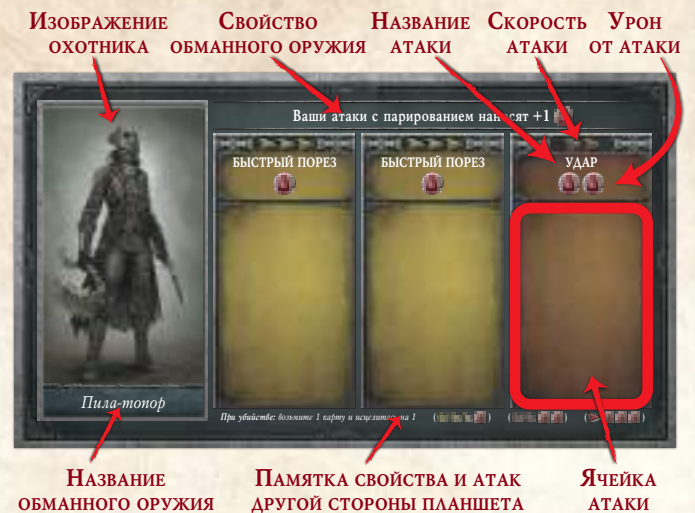 Изображение охотника
Свойство обманного оружия
Название атаки
Скорость атаки
Урон от атаки
Ваши атаки с парированием наносят +1
БЫСТРЫЙ ПОРЕЗ
БЫСТРЫЙ ПОРЕЗ
УДАР
Пила-топор
При убийстве: возьмите 1 карту и исцелитесь на 1
Название обманного оружия
Памятка свойства и атак другой стороны планшета
Ячейка атаки